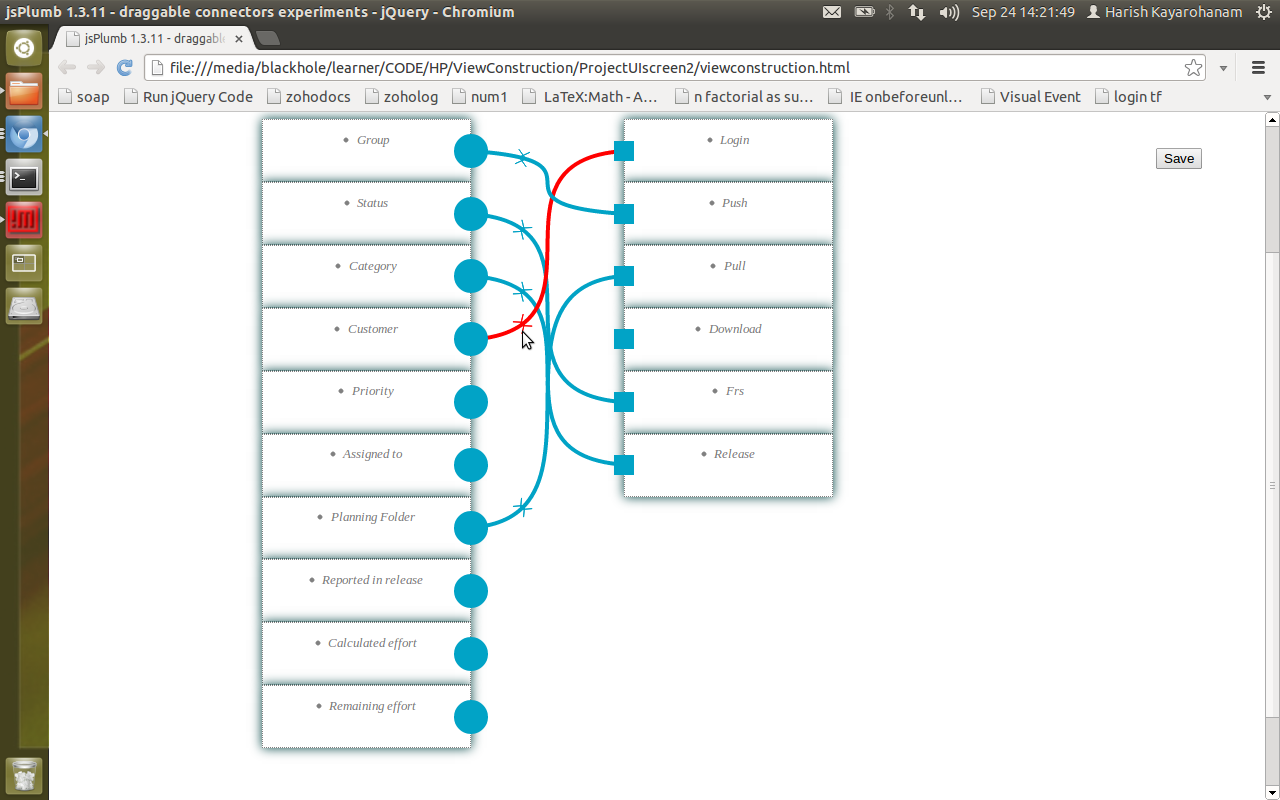 jsPlumb 1.3.11 - draggable connectors experiments - jQuery - Chromium
Sep 24 14:21:49 Harish Kayarohanam
jsPlumb 1.3.11 - draggabl
file:///media/blackhole/learner/CODE/HP/ViewConstruction/ProjectUIscreen2/viewconstruction.html
soap Run jQuery Code zohodocs zoholog num1 LaTeX:Math - A… n factorial as su… IE onbeforeunl… Visual Event login tf
Group
Status
Category
Customer
Priority
Assigned to
Planning Folder
Reported in release
Calculated effort
Remaining effort
Login
Push
Pull
Download
Frs
Release
Save